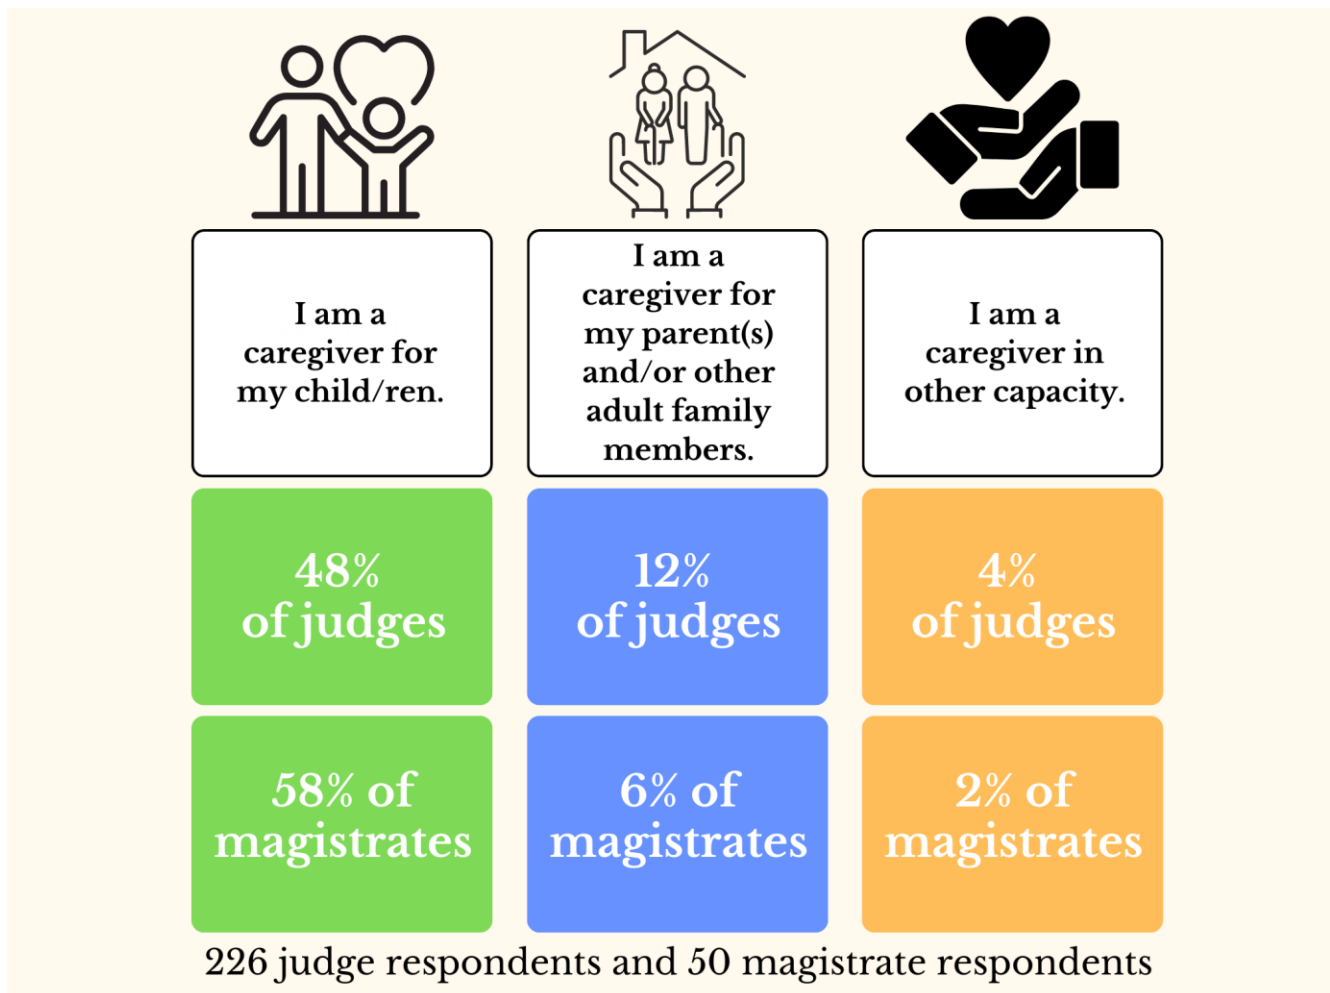 I am a
caregiver for
my child/ren.
I am a
caregiver for
my parent(s)
and/or other
adult family
members.
I am a
caregiver in
other capacity.
48%
of judges
12%
of judges
4%
of judges
58% of
magistrates
6% of
magistrates
2% of
magistrates
226 judge respondents and 50 magistrate respondents